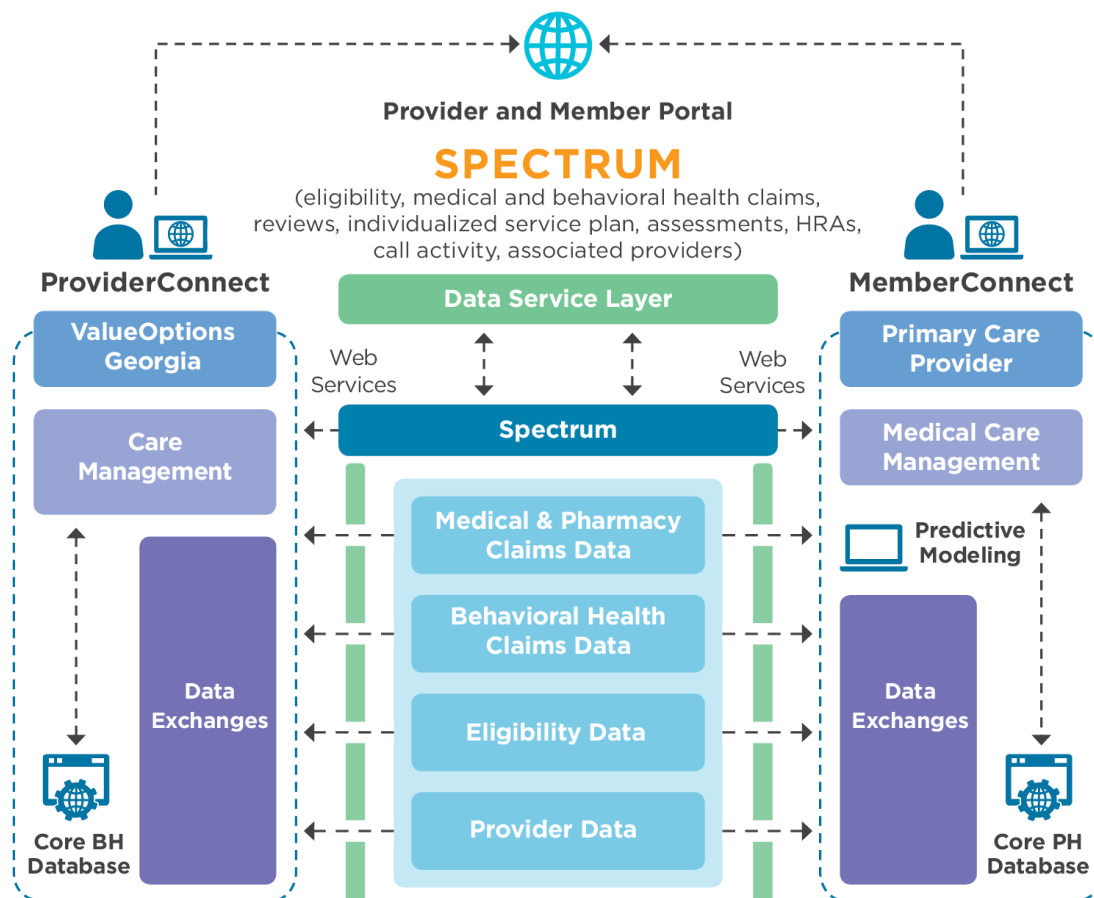 Provider and Member Portal
SPECTRUM
(eligibility, medical and behavioral health claims,
reviews, individualized service plan, assessments, HRAs,
call activity, associated providers)
ProviderConnect
MemberConnect
Data Service Layer
ValueOptions
Georgia
Primary Care
Provider
Web
Services
Web
Services
Spectrum
Care
Management
Medical Care
Management
Medical & Pharmacy
Claims Data
Predictive
Modeling
Behavioral Health
Claims Data
Data
Exchanges
Eligibility Data
Data
Exchanges
Provider Data
Core BH
Database
Core PH
Database